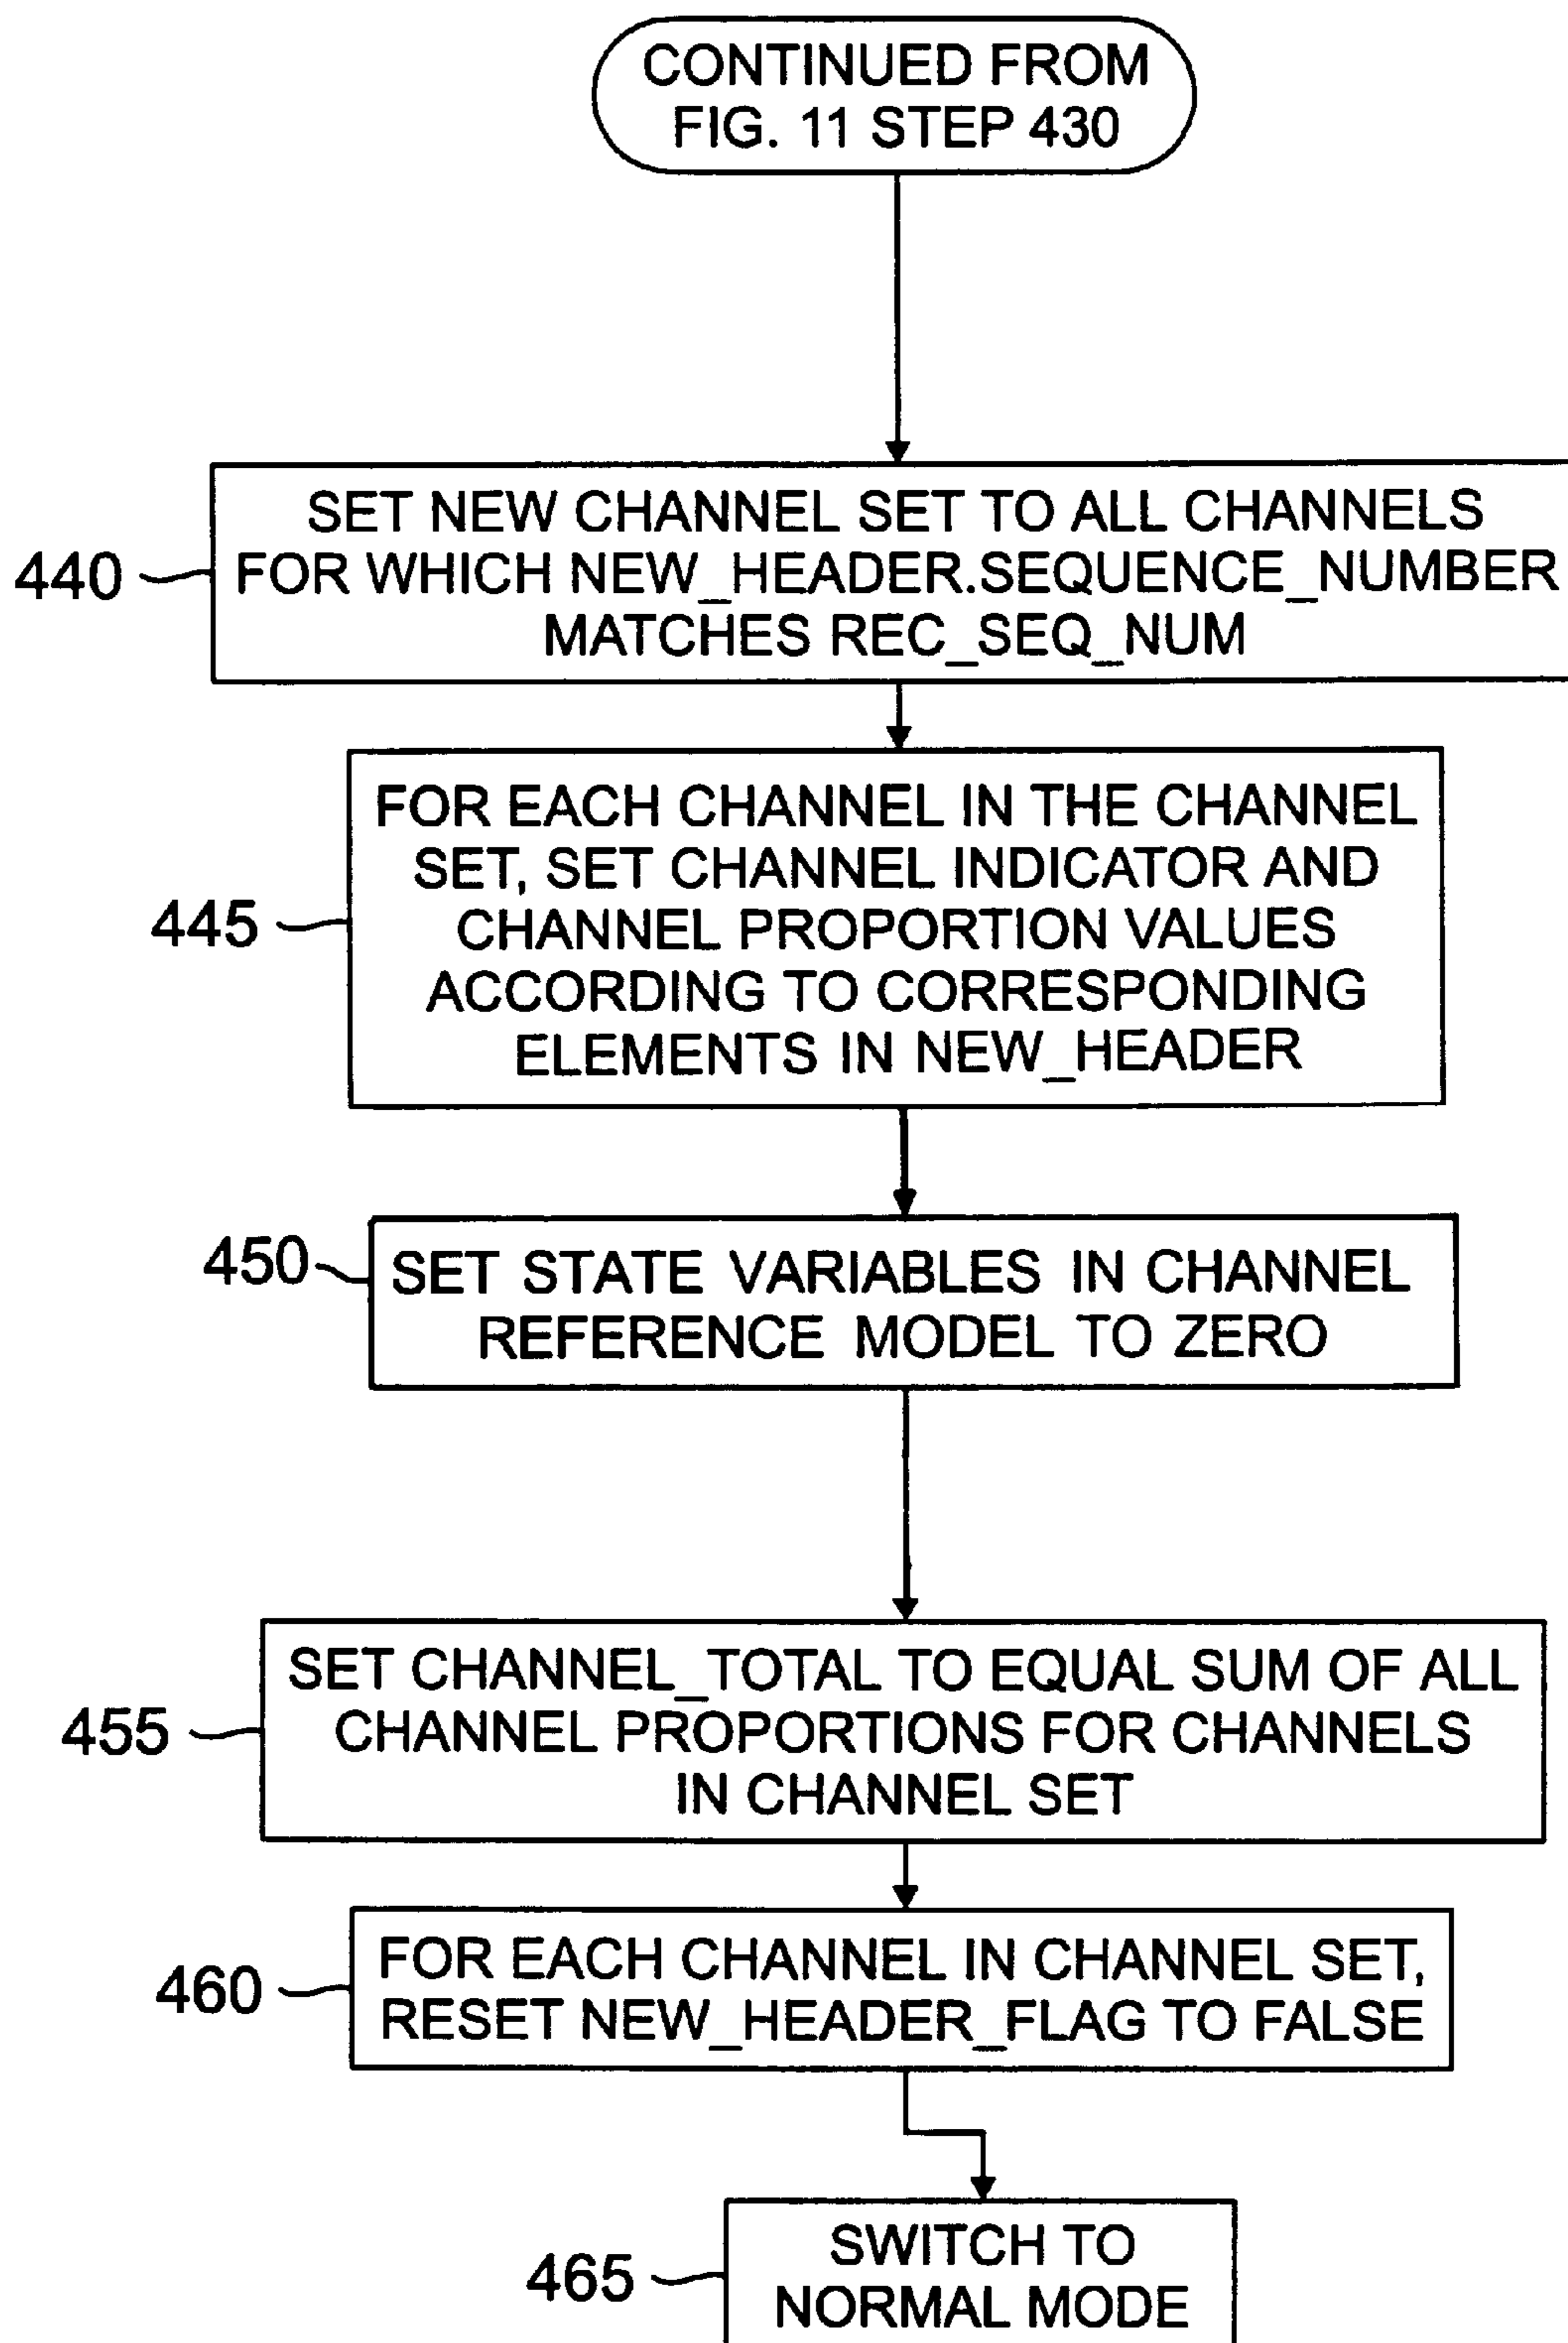 CONTINUED FROM
FIG. 11 STEP 430
440
SET NEW CHANNEL SET TO ALL CHANNELS
FOR WHICH NEW_HEADER.SEQUENCE_NUMBER
MATCHES REC_SEQ_NUM
445
FOR EACH CHANNEL IN THE CHANNEL
SET, SET CHANNEL INDICATOR AND
CHANNEL PROPORTION VALUES
ACCORDING TO CORRESPONDING
ELEMENTS IN NEW_HEADER
450
SET STATE VARIABLES IN CHANNEL
REFERENCE MODEL TO ZERO
455
SET CHANNEL_TOTAL TO EQUAL SUM OF ALL
CHANNEL PROPORTIONS FOR CHANNELS
IN CHANNEL SET
460
FOR EACH CHANNEL IN CHANNEL SET,
RESET NEW_HEADER_FLAG TO FALSE
465
SWITCH TO
NORMAL MODE